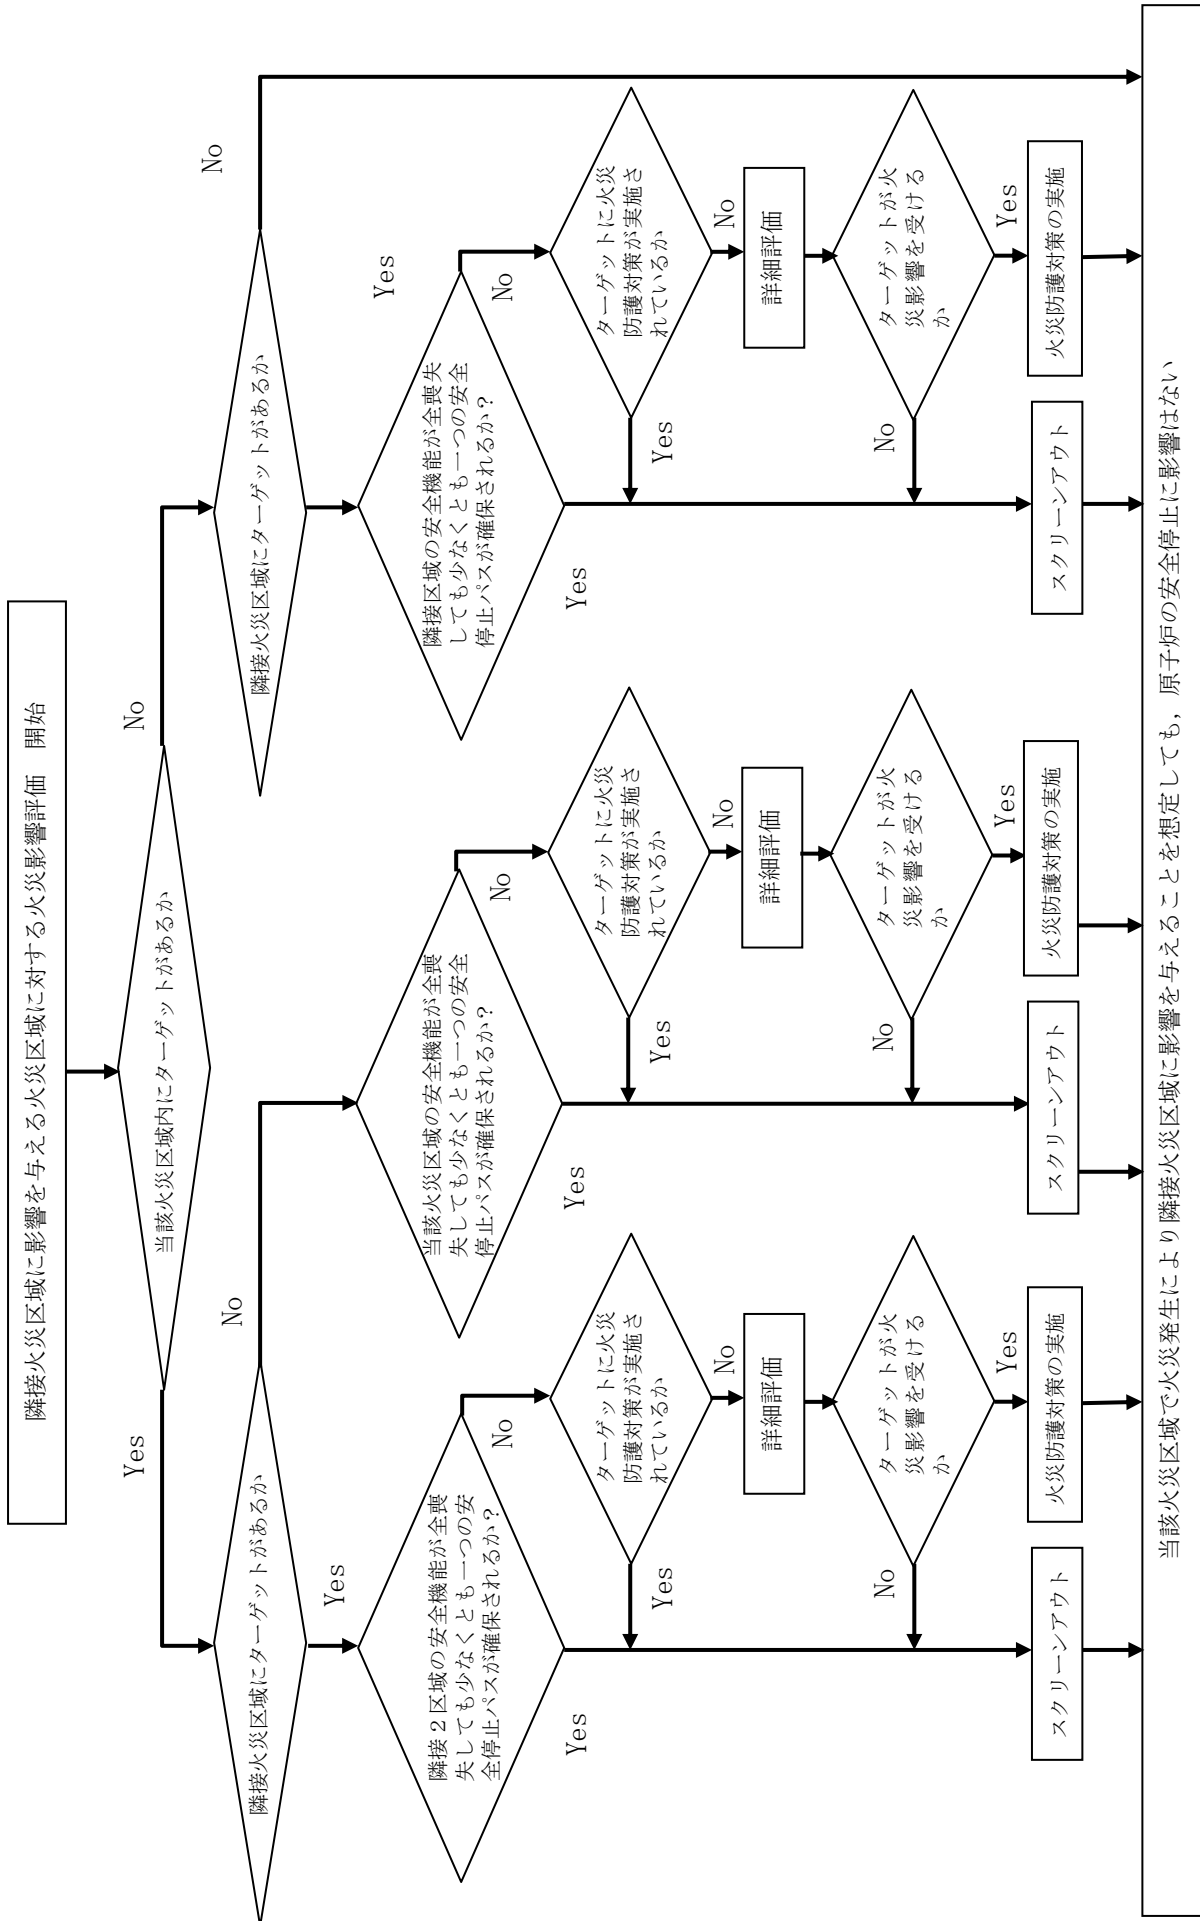 隣接火災区域に影響を与える火災区域に対する火災影響評価　開始
当該火災区域内にターゲットがあるか
Yes
No
隣接火災区域にターゲットがあるか
No
Yes
隣接火災区域にターゲットがあるか
No
Yes
隣接２区域の安全機能が全喪
失しても少なくとも一つの安
全停止パスが確保されるか？
No
Yes
当該火災区域の安全機能が全喪
失しても少なくとも一つの安全
停止パスが確保されるか？
No
Yes
隣接区域の安全機能が全喪失
しても少なくとも一つの安全
停止パスが確保されるか？
No
Yes
ターゲットに火災
防護対策が実施さ
れているか
Yes
No
ターゲットに火災
防護対策が実施さ
れているか
Yes
No
ターゲットに火災
防護対策が実施さ
れているか
Yes
No
詳細評価
詳細評価
詳細評価
ターゲットが火
災影響を受ける
か
No
Yes
ターゲットが火
災影響を受ける
か
No
Yes
ターゲットが火
災影響を受ける
か
No
Yes
スクリーンアウト
火災防護対策の実施
スクリーンアウト
火災防護対策の実施
スクリーンアウト
火災防護対策の実施
当該火災区域で火災発生により隣接火災区域に影響を与えることを想定しても，原子炉の安全停止に影響はない